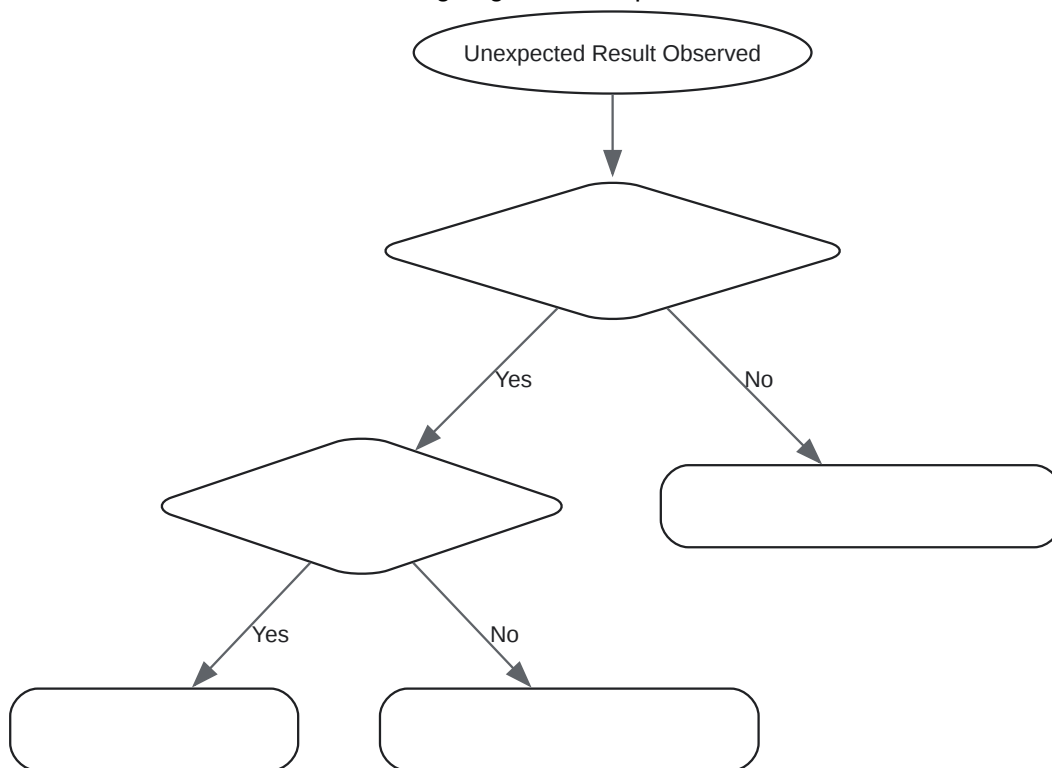 Unexpected Result Observed
Yes
No
Yes
No